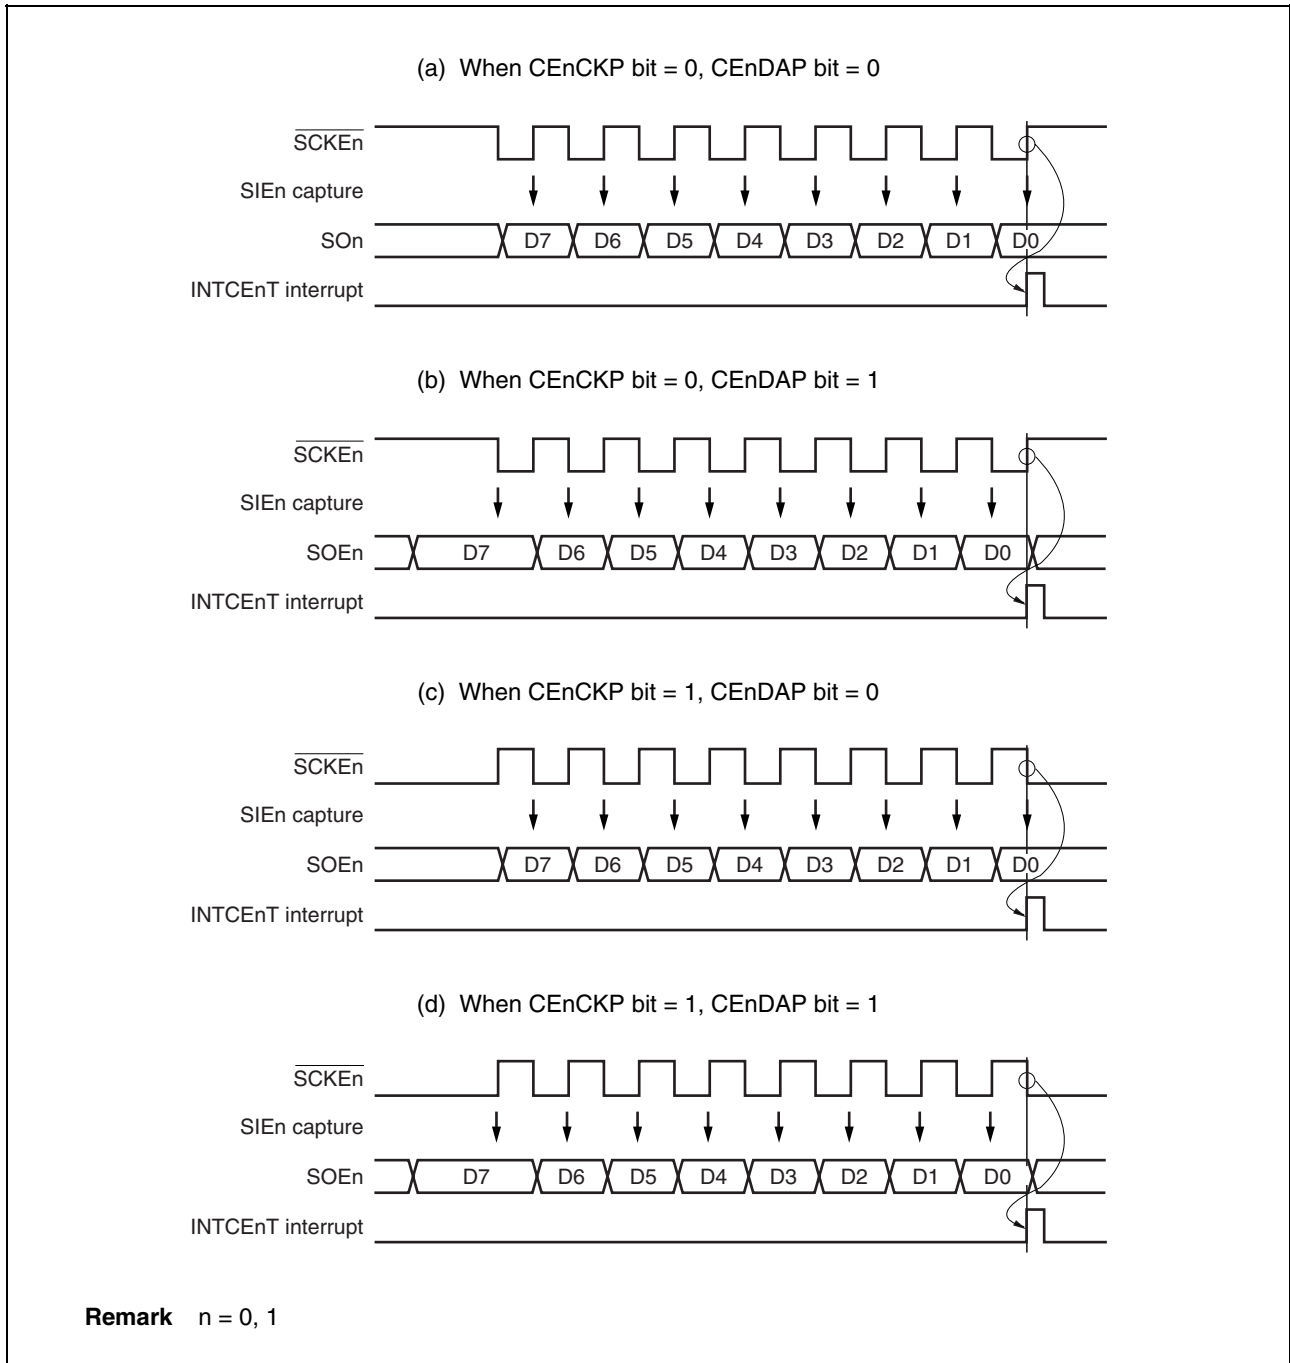 (a) When CEnCKP bit = 0, CEnDAP bit = 0
SCKEn
SIEn capture
SOn D7 D6 D5 D4 D3 D2 D1 D0
INTCEnT interrupt
(b) When CEnCKP bit = 0, CEnDAP bit = 1
SCKEn
SIEn capture
SOEn D7 D6 D5 D4 D3 D2 D1 D0
INTCEnT interrupt
(c) When CEnCKP bit = 1, CEnDAP bit = 0
SCKEn
SIEn capture
SOEn D7 D6 D5 D4 D3 D2 D1 D0
INTCEnT interrupt
(d) When CEnCKP bit = 1, CEnDAP bit = 1
SCKEn
SIEn capture
SOEn D7 D6 D5 D4 D3 D2 D1 D0
INTCEnT interrupt
Remark n = 0, 1